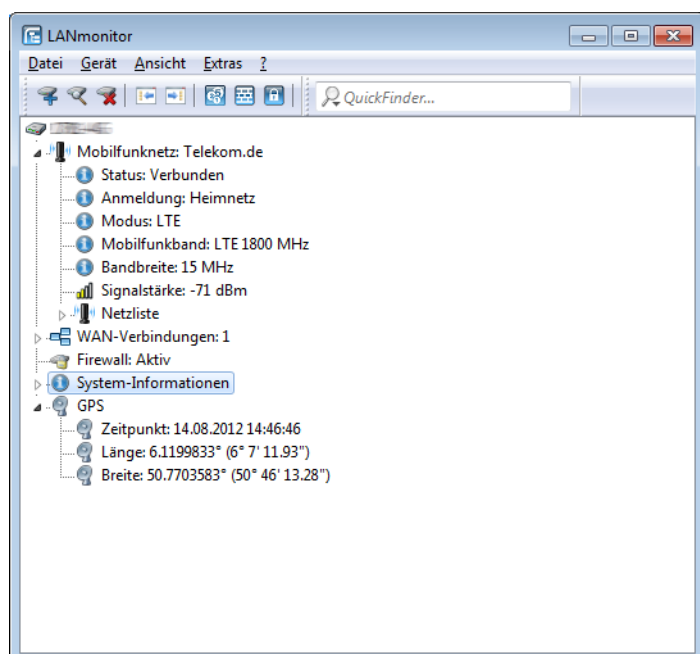 LANmonitor
Datei Gerät Ansicht Extras ?
QuickFinder...
Mobilfunknetz: Telekom.de
Status: Verbunden
Anmeldung: Heimnetz
Modus: LTE
Mobilfunkband: LTE 1800 MHz
Bandbreite: 15 MHz
Signalstärke: -71 dBm
Netzliste
WAN-Verbindungen: 1
Firewall: Aktiv
System-Informationen
GPS
Zeitpunkt: 14.08.2012 14:46:46
Länge: 6.1199833° (6° 7' 11.93")
Breite: 50.7703583° (50° 46' 13.28")